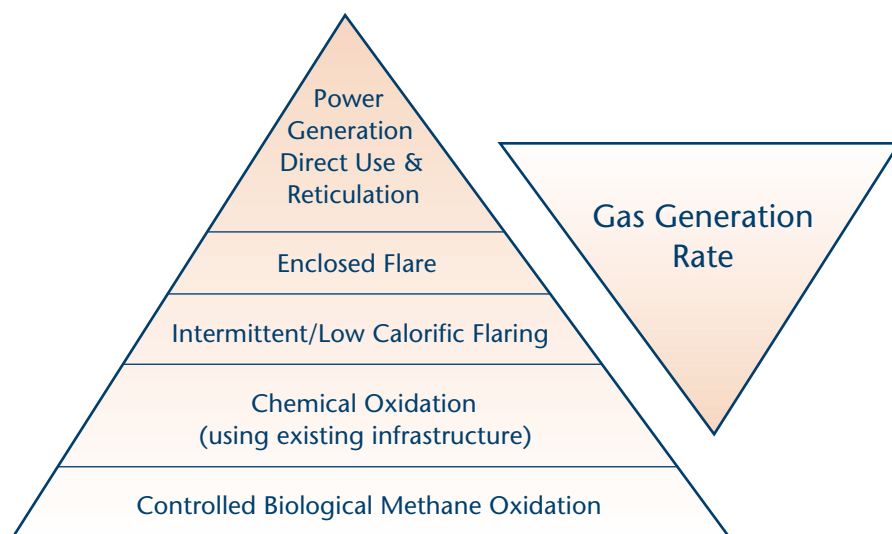 Power
Generation
Direct Use &
Reticulation
Enclosed Flare
Intermittent/Low Calorific Flaring
Chemical Oxidation
(using existing infrastructure)
Controlled Biological Methane Oxidation
Gas Generation
Rate